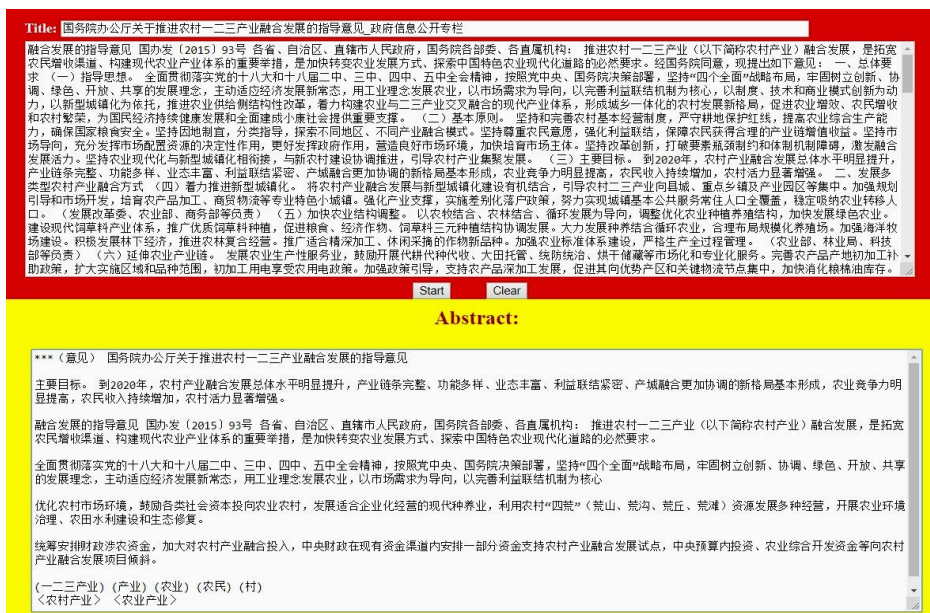 Title: 国务院办公厅关于推进农村一二三产业融合发展的指导意见_政府信息公开专栏
融合发展的指导意见 国办发〔2015〕93号 各省、自治区、直辖市人民政府，国务院各部委、各直属机构： 推进农村一二三产业（以下简称农村产业）融合发展，是拓宽
农民增收渠道、构建现代农业产业体系的重要举措，是加快转变农业发展方式、探索中国特色农业现代化道路的必然要求。经国务院同意，现提出如下意见： 一、总体要
求 （一）指导思想。 全面贯彻落实党的十八大和十八届二中、三中、四中、五中全会精神，按照党中央、国务院决策部署，坚持“四个全面”战略布局，牢固树立创新、协
调、绿色、开放、共享的发展理念，主动适应经济发展新常态，用工业理念发展农业，以市场需求为导向，以完善利益联结机制为核心，以制度、技术和商业模式创新为动
力，以新型城镇化为依托，推进农业供给侧结构性改革，着力构建农业与二三产业交叉融合的现代产业体系，形成城乡一体化的农村发展新格局，促进农业增效、农民增收
和农村繁荣，为国民经济持续健康发展和全面建成小康社会提供重要支撑。 （二）基本原则。 坚持和完善农村基本经营制度，严守耕地保护红线，提高农业综合生产能
力，确保国家粮食安全。坚持因地制宜，分类指导，探索不同地区、不同产业融合模式。坚持尊重农民意愿，强化利益联结，保障农民获得合理的产业链增值收益。坚持市
场导向，充分发挥市场配置资源的决定性作用，更好发挥政府作用，营造良好市场环境，加快培育市场主体。坚持改革创新，打破要素瓶颈制约和体制机制障碍，激发融合
发展活力。坚持农业现代化与新型城镇化相衔接，与新农村建设协调推进，引导农村产业集聚发展。 （三）主要目标。 到2020年，农村产业融合发展总体水平明显提升，
产业链条完整、功能多样、业态丰富、利益联结紧密、产城融合更加协调的新格局基本形成，农业竞争力明显提高，农民收入持续增加，农村活力显著增强。 二、发展多
类型农村产业融合方式 （四）着力推进新型城镇化。 将农村产业融合发展与新型城镇化建设有机结合，引导农村二三产业向县城、重点乡镇及产业园区等集中。加强规划
引导和市场开发，培育农产品加工、商贸物流等专业特色小城镇。强化产业支撑，实施差别化落户政策，努力实现城镇基本公共服务常住人口全覆盖，稳定吸纳农业转移人
口。 （发展改革委、农业部、商务部等负责） （五）加快农业结构调整。 以农牧结合、农林结合、循环发展为导向，调整优化农业种植养殖结构，加快发展绿色农业。
建设现代饲草料产业体系，推广优质饲草料种植，促进粮食、经济作物、饲草料三元种植结构协调发展。大力发展种养结合循环农业，合理布局规模化养殖场。加强海洋牧
场建设。积极发展林下经济，推进农林复合经营。推广适合精深加工、休闲采摘的作物新品种。加强农业标准体系建设，严格生产全过程管理。 （农业部、林业局、科技
部等负责） （六）延伸农业产业链。 发展农业生产性服务业，鼓励开展代耕代种代收、大田托管、统防统治、烘干储藏等市场化和专业化服务。完善农产品产地初加工补
助政策，扩大实施区域和品种范围，初加工用电享受农用电政策。加强政策引导，支持农产品深加工发展，促进其向优势产区和关键物流节点集中，加快消化粮棉油库存。
Start Clear
Abstract:
***（意见） 国务院办公厅关于推进农村一二三产业融合发展的指导意见
主要目标。 到2020年，农村产业融合发展总体水平明显提升，产业链条完整、功能多样、业态丰富、利益联结紧密、产城融合更加协调的新格局基本形成，农业竞争力明
显提高，农民收入持续增加，农村活力显著增强。
融合发展的指导意见 国办发〔2015〕93号 各省、自治区、直辖市人民政府，国务院各部委、各直属机构： 推进农村一二三产业（以下简称农村产业）融合发展，是拓宽
农民增收渠道、构建现代农业产业体系的重要举措，是加快转变农业发展方式、探索中国特色农业现代化道路的必然要求。
全面贯彻落实党的十八大和十八届二中、三中、四中、五中全会精神，按照党中央、国务院决策部署，坚持“四个全面”战略布局，牢固树立创新、协调、绿色、开放、共享
的发展理念，主动适应经济发展新常态，用工业理念发展农业，以市场需求为导向，以完善利益联结机制为核心
优化农村市场环境，鼓励各类社会资本投向农业农村，发展适合企业化经营的现代种养业，利用农村“四荒”（荒山、荒沟、荒丘、荒滩）资源发展多种经营，开展农业环境
治理、农田水利建设和生态修复。
统筹安排财政涉农资金，加大对农村产业融合投入，中央财政在现有资金渠道内安排一部分资金支持农村产业融合发展试点，中央预算内投资、农业综合开发资金等向农村
产业融合发展项目倾斜。
(一二三产业) (产业) (农业) (农民) (村)
〈农村产业〉 〈农业产业〉